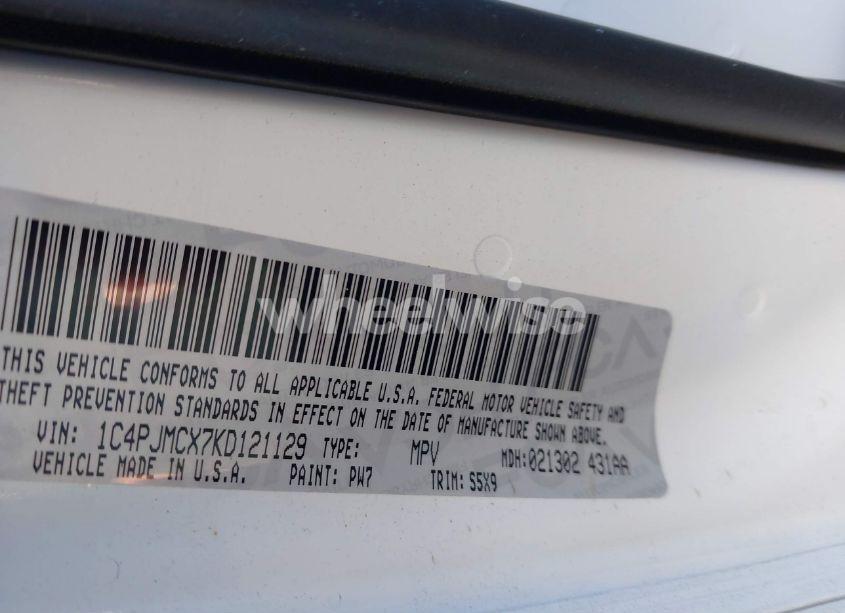 wheelwise
THIS VEHICLE CONFORMS TO ALL APPLICABLE U.S.A. FEDERAL MOTOR VEHICLE SAFETY AND
THEFT PREVENTION STANDARDS IN EFFECT ON THE DATE OF MANUFACTURE SHOWN ABOVE.
VIN: 1C4PJMCX7KD121129 TYPE: MPV MDH:021302 431AA
VEHICLE MADE IN U.S.A. PAINT: PW7 TRIM: S5X9